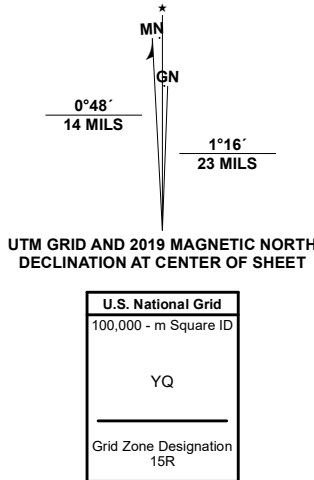 ★
MN
GN
0°48´
14 MILS
1°16´
23 MILS
UTM GRID AND 2019 MAGNETIC NORTH
DECLINATION AT CENTER OF SHEET
U.S. National Grid
100,000 - m Square ID
YQ
Grid Zone Designation
15R